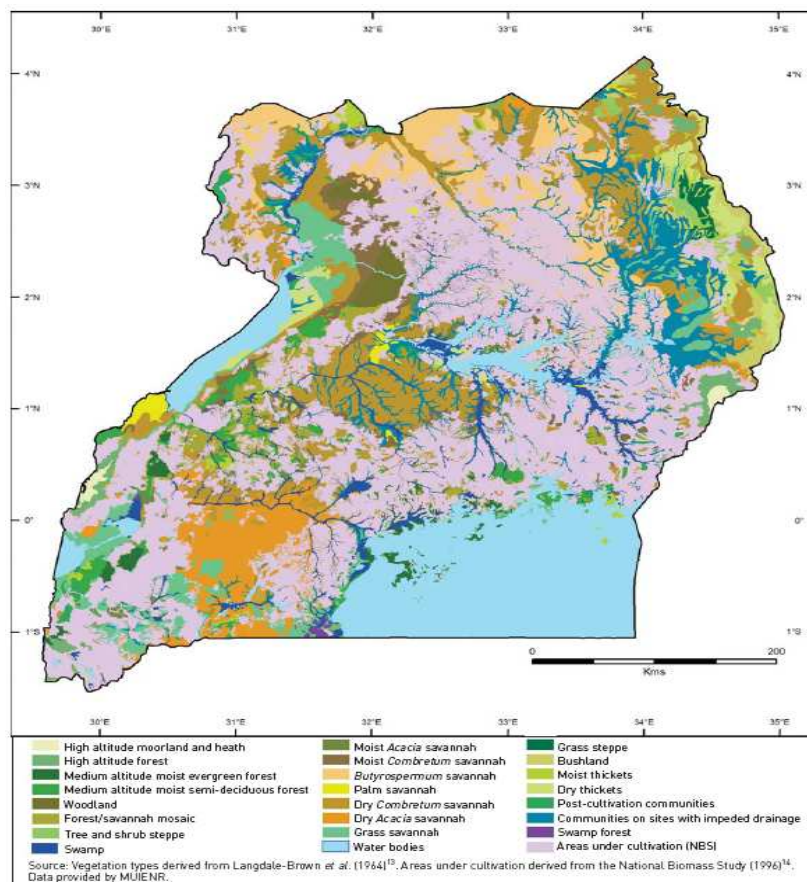 30°E 31°E 32°E 33°E 34°E 35°E
4°N 4°N
3°N 3°N
2°N 2°N
1°N 1°N
0° 0°
1°S 1°S
0 200
Kms
30°E 31°E 32°E 33°E 34°E 35°E
High altitude moorland and heath
High altitude forest
Medium altitude moist evergreen forest
Medium altitude moist semi-deciduous forest
Woodland
Forest/savannah mosaic
Tree and shrub steppe
Swamp
Moist Acacia savannah
Moist Combretum savannah
Butyrospermum savannah
Palm savannah
Dry Combretum savannah
Dry Acacia savannah
Grass savannah
Water bodies
Grass steppe
Bushland
Moist thickets
Dry thickets
Post-cultivation communities
Communities on sites with impeded drainage
Swamp forest
Areas under cultivation (NBS)
Source: Vegetation types derived from Langdale-Brown et al. (1964)¹³. Areas under cultivation derived from the National Biomass Study (1996)¹⁴.
Data provided by MUIENR.